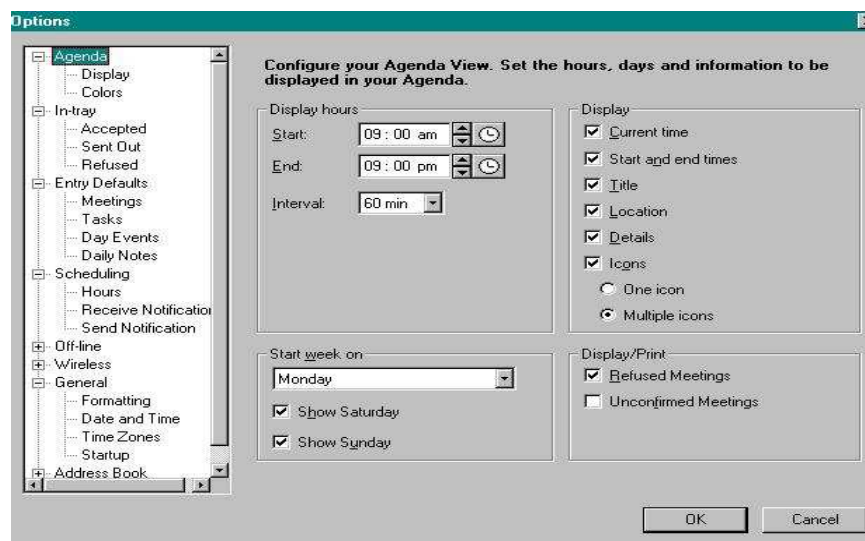 Options
Agenda
Display
Colors
In-tray
Accepted
Sent Out
Refused
Entry Defaults
Meetings
Tasks
Day Events
Daily Notes
Scheduling
Hours
Receive Notification
Send Notification
Off-line
Wireless
General
Formatting
Date and Time
Time Zones
Startup
Address Book
Configure your Agenda View. Set the hours, days and information to be
displayed in your Agenda.
Display hours
Start: 09 : 00 am
End: 09 : 00 pm
Interval: 60 min
Display
Current time
Start and end times
Title
Location
Details
Icons
One icon
Multiple icons
Start week on
Monday
Show Saturday
Show Sunday
Display/Print
Refused Meetings
Unconfirmed Meetings
OK
Cancel